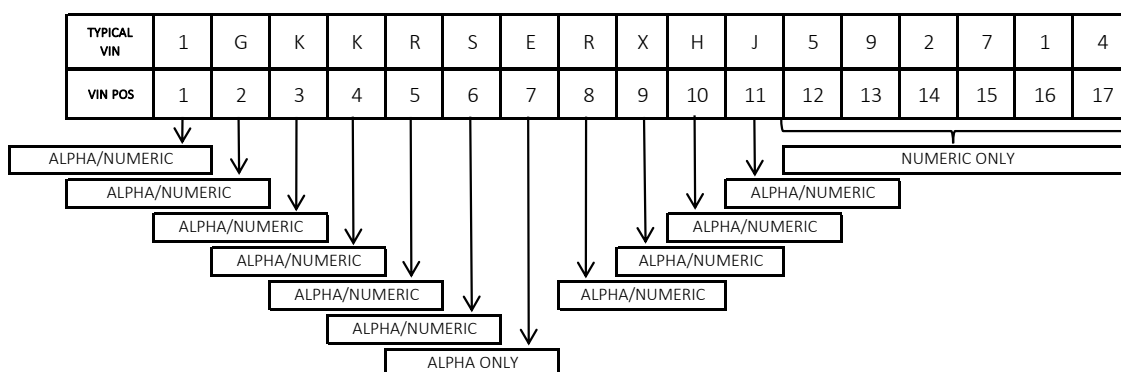 TYPICAL VIN 1 G K K R S E R X H J 5 9 2 7 1 4
VIN POS 1 2 3 4 5 6 7 8 9 10 11 12 13 14 15 16 17
ALPHA/NUMERIC NUMERIC ONLY
ALPHA/NUMERIC ALPHA/NUMERIC
ALPHA/NUMERIC ALPHA/NUMERIC
ALPHA/NUMERIC ALPHA/NUMERIC
ALPHA/NUMERIC ALPHA/NUMERIC
ALPHA/NUMERIC
ALPHA ONLY